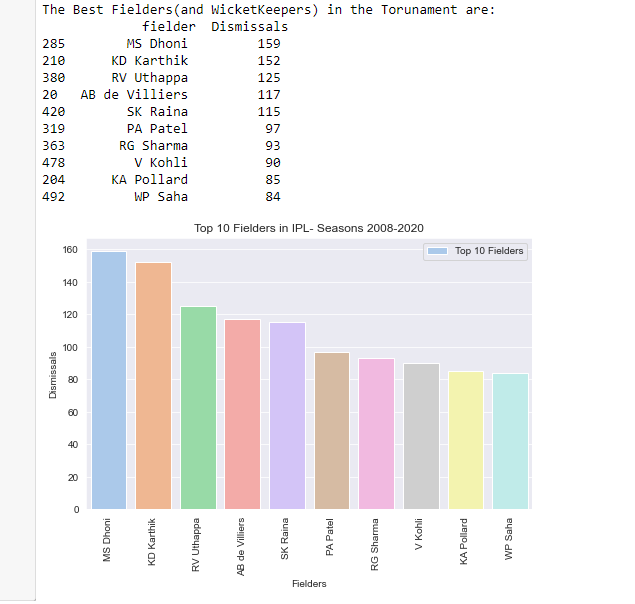 The Best Fielders(and WicketKeepers) in the Torunament are:
fielder Dismissals
285 MS Dhoni 159
210 KD Karthik 152
380 RV Uthappa 125
20 AB de Villiers 117
420 SK Raina 115
319 PA Patel 97
363 RG Sharma 93
478 V Kohli 90
204 KA Pollard 85
492 WP Saha 84
Top 10 Fielders in IPL- Seasons 2008-2020
Top 10 Fielders
160
140
120
100
80
60
40
20
0
Dismissals
MS Dhoni
KD Karthik
RV Uthappa
AB de Villiers
SK Raina
PA Patel
RG Sharma
V Kohli
KA Pollard
WP Saha
Fielders